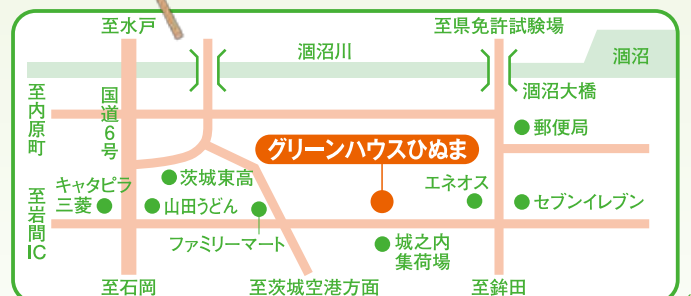 至水戸
至県免許試験場
涸沼川
涸沼
至内原町
国道6号
涸沼大橋
郵便局
グリーンハウスひぬま
茨城東高
キャタピラ
三菱
山田うどん
エネオス
セブンイレブン
至岩間IC
ファミリーマート
城之内
集荷場
至石岡
至茨城空港方面
至鉾田